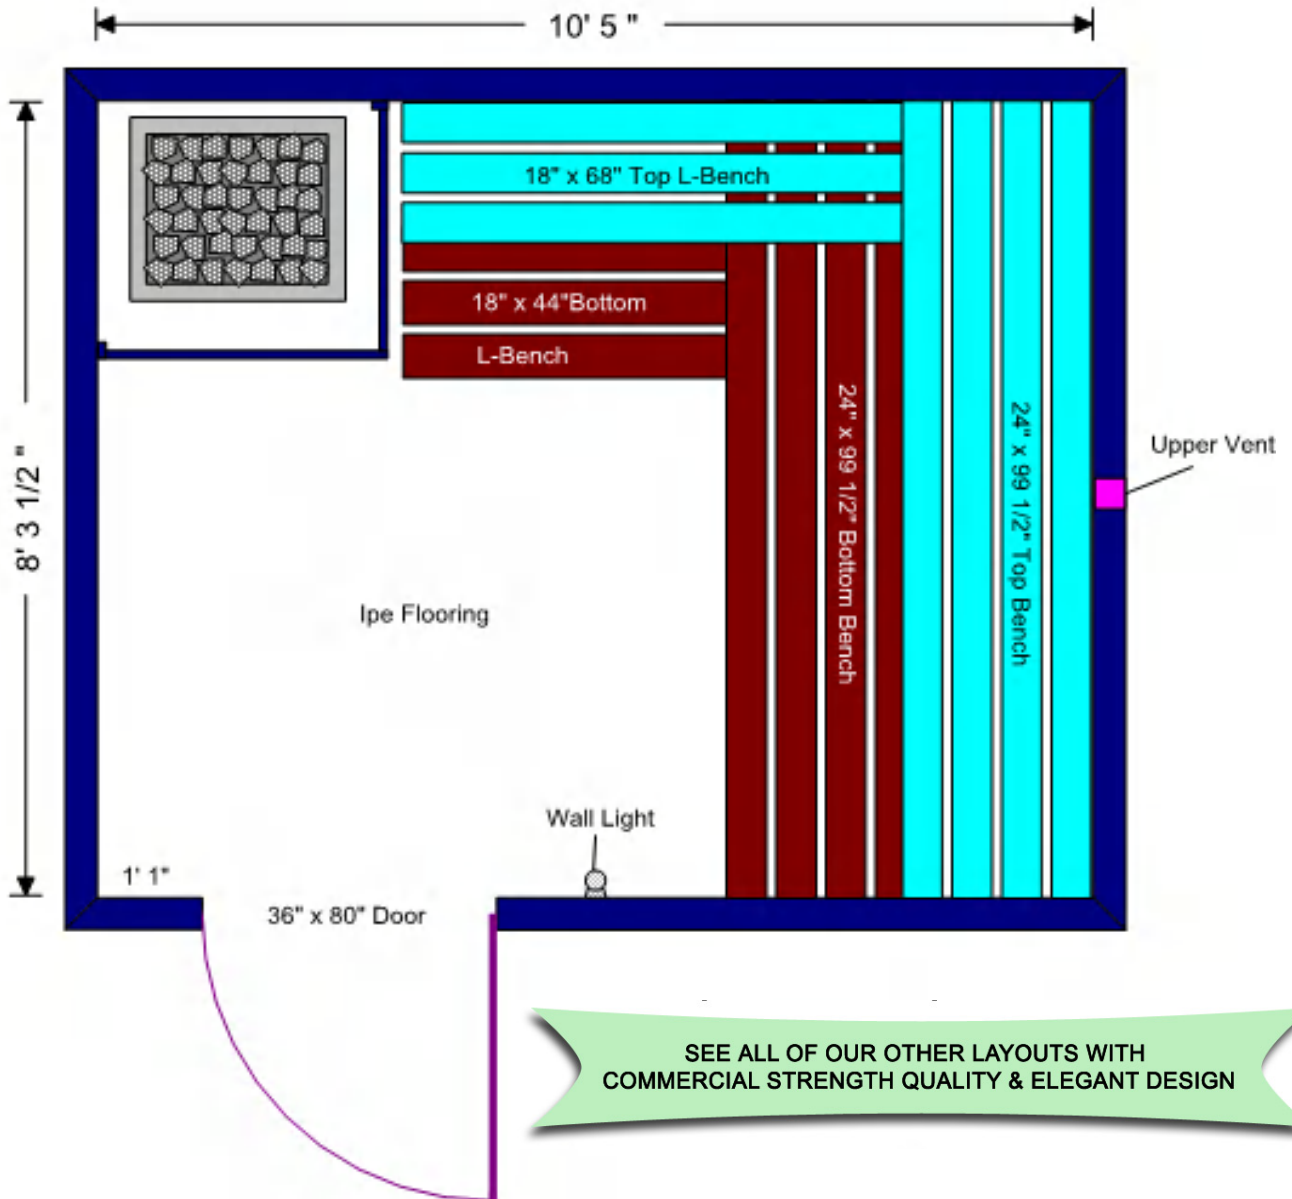 10' 5 "
18" x 68" Top L-Bench
18" x 44"Bottom
L-Bench
8' 3 1/2 "
24" x 99 1/2" Bottom Bench
24" x 99 1/2" Top Bench
Upper Vent
Ipe Flooring
Wall Light
1' 1"
36" x 80" Door
SEE ALL OF OUR OTHER LAYOUTS WITH
COMMERCIAL STRENGTH QUALITY & ELEGANT DESIGN